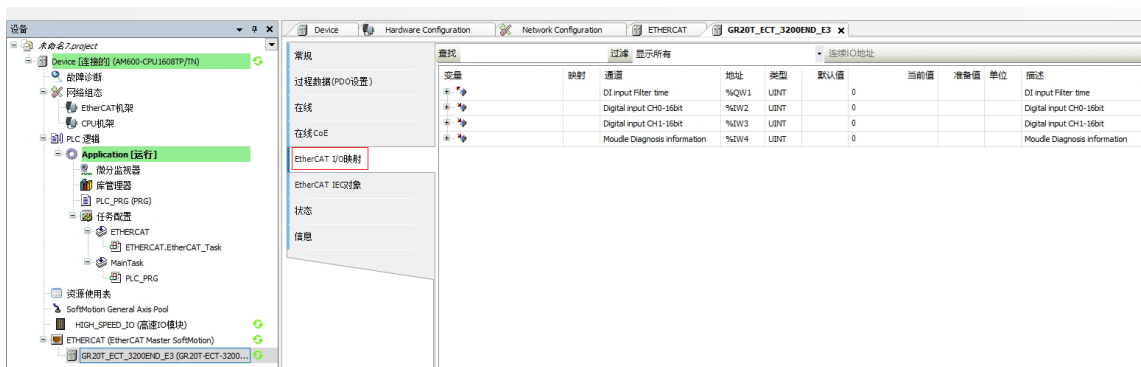 设备
未命名7.project
Device [连接的] (AM600-CPU1608TP/TN)
故障诊断
网络组态
EtherCAT机架
CPU机架
PLC 逻辑
Application [运行]
微分监视器
库管理器
PLC_PRG (PRG)
任务配置
ETHERCAT
ETHERCAT.EtherCAT_Task
MainTask
PLC_PRG
资源使用表
SoftMotion General Axis Pool
HIGH_SPEED_IO (高速IO模块)
ETHERCAT (EtherCAT Master SoftMotion)
GR20T_ECT_3200END_E3 (GR20T-ECT-3200...
Device Hardware Configuration Network Configuration ETHERCAT GR20T_ECT_3200END_E3
常规
过程数据(PDO设置)
在线
在线CoE
EtherCAT I/O映射
EtherCAT IEC对象
状态
信息
查找 过滤 显示所有 连续IO地址
变量 映射 通道 地址 类型 默认值 当前值 准备值 单位 描述
DI input Filter time %QW1 UINT 0 DI input Filter time
Digital input CH0-16bit %IW2 UINT 0 Digital input CH0-16bit
Digital input CH1-16bit %IW3 UINT 0 Digital input CH1-16bit
Moudle Diagnosis information %IW4 UINT 0 Moudle Diagnosis information